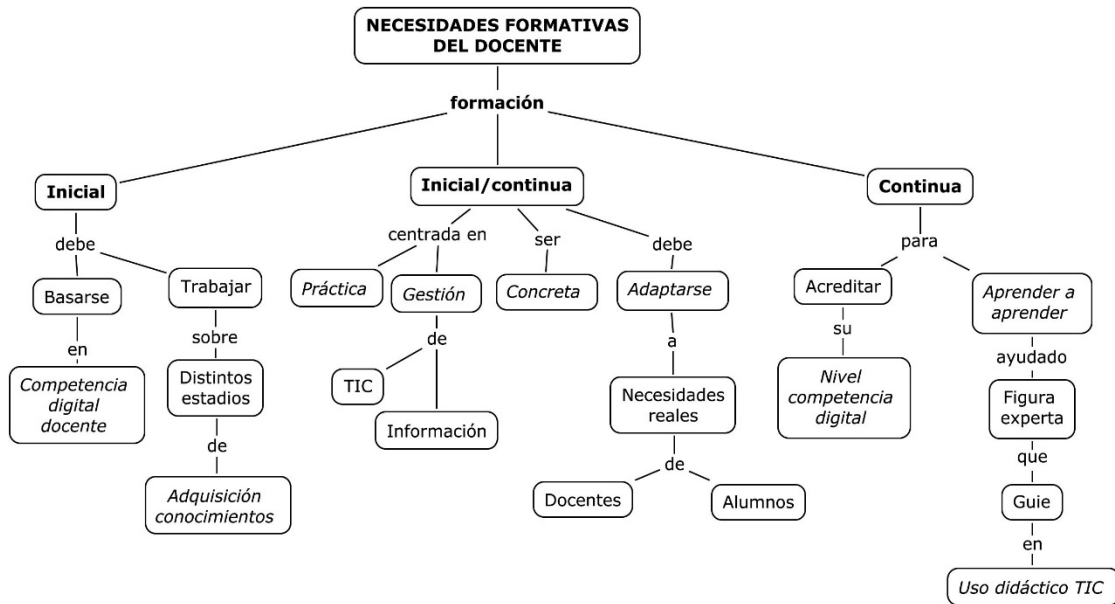 NECESIDADES FORMATIVAS
DEL DOCENTE
formación
Inicial
Inicial/continua
Continua
debe
centrada en
ser
debe
para
Basarse
Trabajar
Práctica
Gestión
Concreta
Adaptarse
Acreditar
Aprender a
aprender
en
sobre
de
a
su
ayudado
Competencia
digital
docente
Distintos
estadios
TIC
Información
Necesidades
reales
Nivel
competencia
digital
Figura
experta
de
de
que
Adquisición
conocimientos
Docentes
Alumnos
Guie
en
Uso didáctico TIC